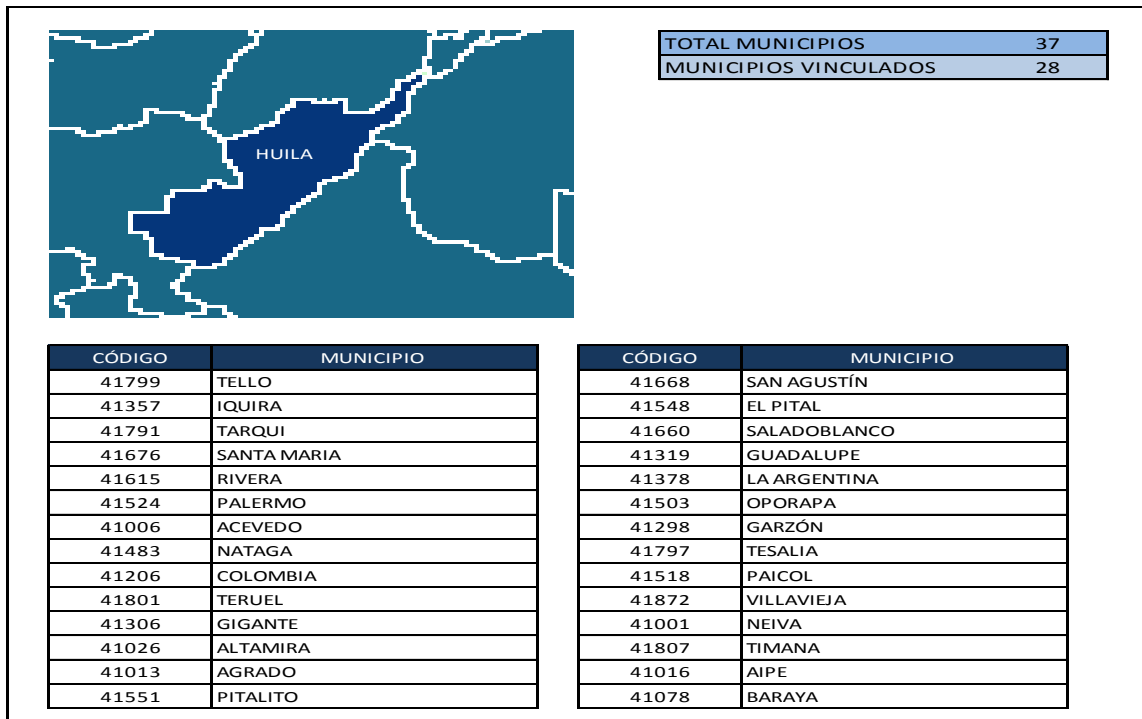 TOTAL MUNICIPIOS 37
MUNICIPIOS VINCULADOS 28
HUILA
CÓDIGO MUNICIPIO
41799 TELLO
41357 IQUIRA
41791 TARQUI
41676 SANTA MARIA
41615 RIVERA
41524 PALERMO
41006 ACEVEDO
41483 NATAGA
41206 COLOMBIA
41801 TERUEL
41306 GIGANTE
41026 ALTAMIRA
41013 AGRADO
41551 PITALITO
CÓDIGO MUNICIPIO
41668 SAN AGUSTÍN
41548 EL PITAL
41660 SALADOBLANCO
41319 GUADALUPE
41378 LA ARGENTINA
41503 OPORAPA
41298 GARZÓN
41797 TESALIA
41518 PAICOL
41872 VILLAVIEJA
41001 NEIVA
41807 TIMANA
41016 AIPE
41078 BARAYA